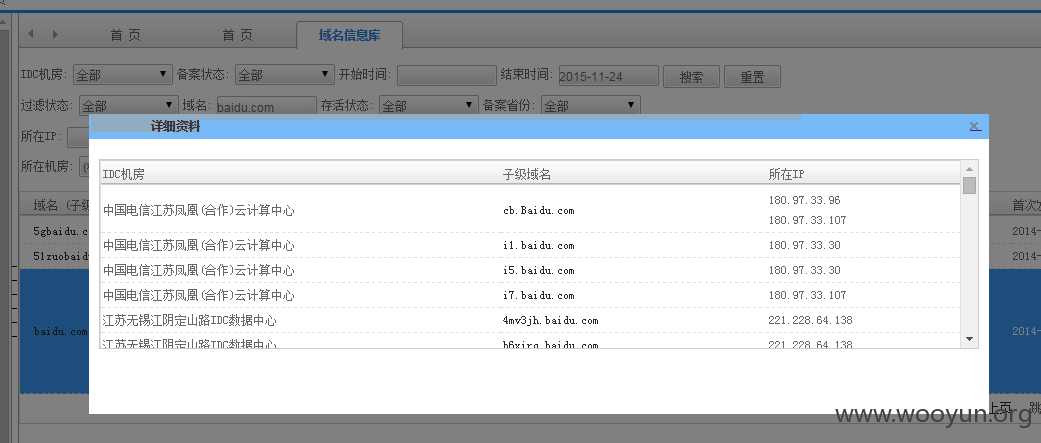 首 页 首 页 域名信息库
IDC机房: 全部 备案状态: 全部 开始时间: 结束时间: 2015-11-24 搜索 重置
过滤状态: 全部 域名: baidu.com 存活状态: 全部 备案省份: 全部
所在IP:
详细资料 x
所在机房:
IDC机房 子级域名 所在IP
域名 (子级 首次
中国电信江苏凤凰(合作)云计算中心 cb.Baidu.com 180.97.33.96
180.97.33.107
5gbaidu.c 2014-
中国电信江苏凤凰(合作)云计算中心 i1.baidu.com 180.97.33.30
51zuobaid 2014-
中国电信江苏凤凰(合作)云计算中心 i5.baidu.com 180.97.33.30
中国电信江苏凤凰(合作)云计算中心 i7.baidu.com 180.97.33.107
江苏无锡江阴定山路IDC数据中心 4mv3jh.baidu.com 221.228.64.138
baidu.com 2014-
江苏无锡江阴定山路IDC数据中心 b6xirq.baidu.com 221.228.64.138
上页 跳
www.wooyun.org